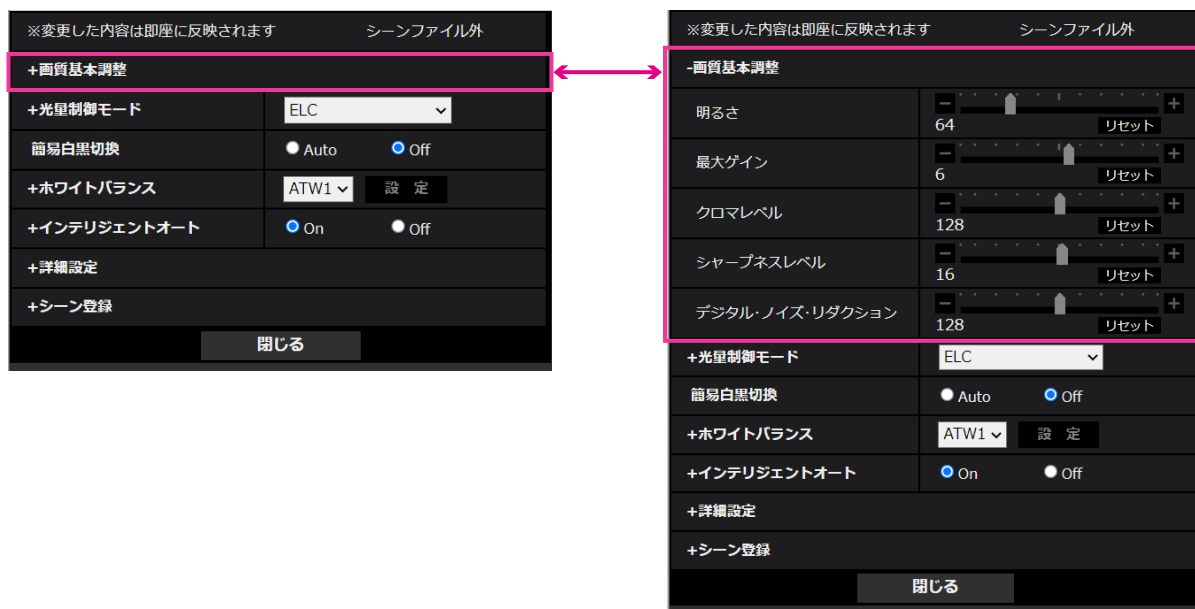 ※変更した内容は即座に反映されます シーンファイル外
+画質基本調整
+光量制御モード ELC
簡易白黒切換 Auto Off
+ホワイトバランス ATW1 設 定
+インテリジェントオート On Off
+詳細設定
+シーン登録
閉じる
※変更した内容は即座に反映されます シーンファイル外
-画質基本調整
明るさ
64 リセット
最大ゲイン
6 リセット
クロマレベル
128 リセット
シャープネスレベル
16 リセット
デジタル・ノイズ・リダクション
128 リセット
+光量制御モード ELC
簡易白黒切換 Auto Off
+ホワイトバランス ATW1 設 定
+インテリジェントオート On Off
+詳細設定
+シーン登録
閉じる